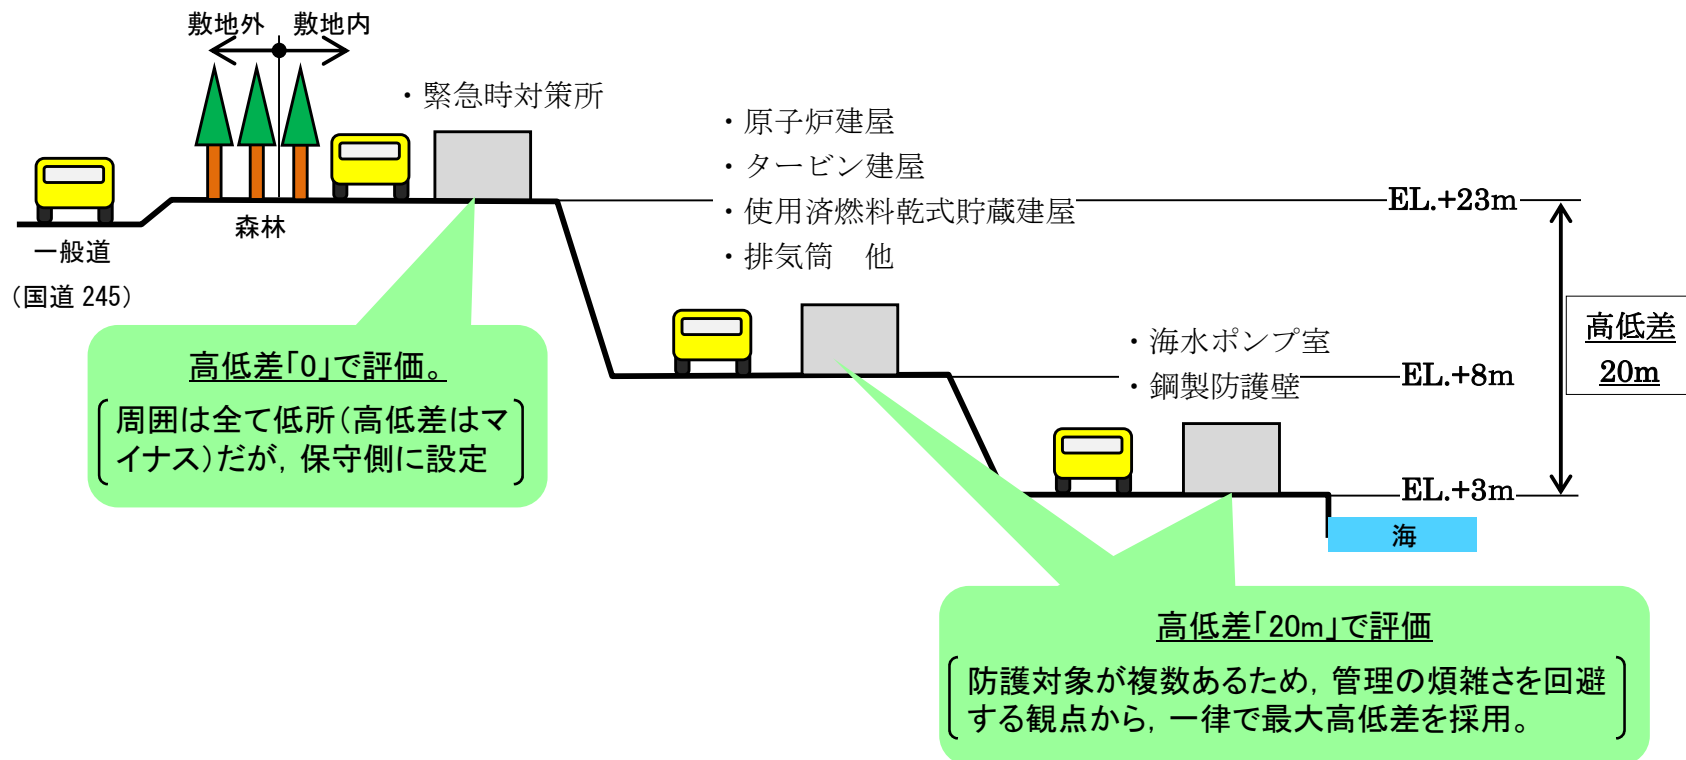 敷地外 敷地内
・緊急時対策所
・原子炉建屋
・タービン建屋
・使用済燃料乾式貯蔵建屋
・排気筒　他
EL.+23m
森林
一般道
（国道 245）
高低差「0」で評価。
周囲は全て低所（高低差はマ
イナス）だが，保守側に設定
・海水ポンプ室
・鋼製防護壁
EL.+8m
高低差
20m
EL.+3m
海
高低差「20m」で評価
防護対象が複数あるため，管理の煩雑さを回避
する観点から，一律で最大高低差を採用。